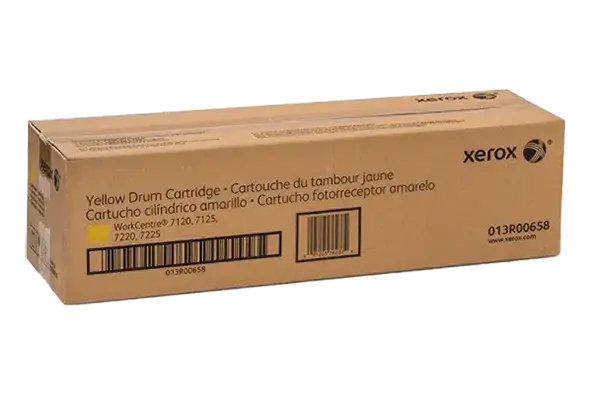 xerox
xerox
Yellow Drum Cartridge • Cartouche du tambour jaune
Cartucho cilíndrico amarillo • Cartucho fotorreceptor amarelo
WorkCentre® 7120, 7125,
7220, 7225
013R00658
013R00658
www.xerox.com